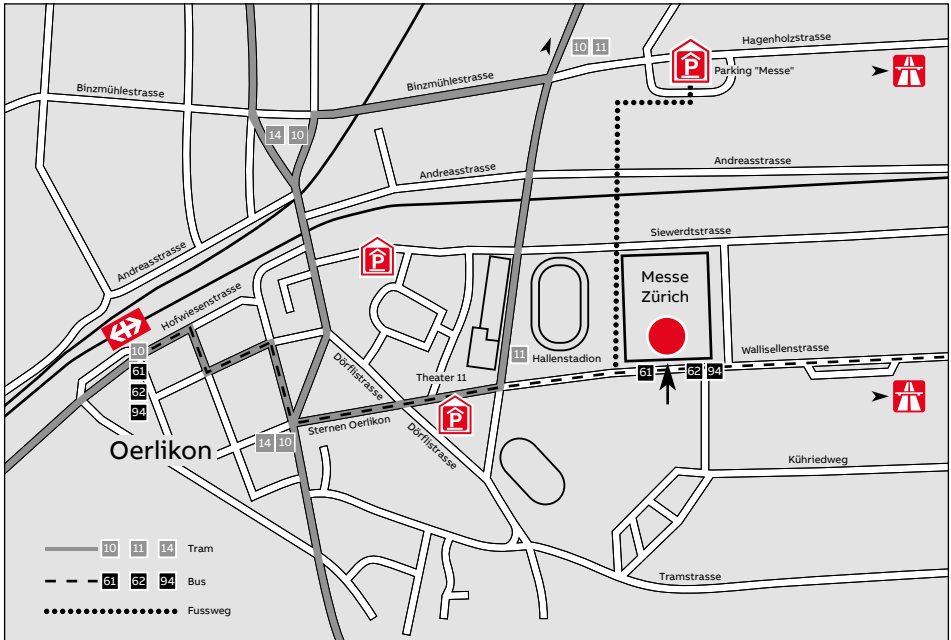 10 11
Hagenholzstrasse
P
Parking "Messe"
Binzmühlestrasse
Binzmühlestrasse
14 10
Andreasstrasse
Andreasstrasse
Siewerdtstrasse
Andreasstrasse
P
Messe
Zürich
Hofwiesenstrasse
10
61
62
94
11
Hallenstadion
Wallisellenstrasse
61
62 94
Dörflistrasse
Theater 11
P
Sternen Oerlikon
Dörflistrasse
14 10
Oerlikon
Kühriedweg
10 11 14 Tram
61 62 94 Bus
Fussweg
Tramstrasse